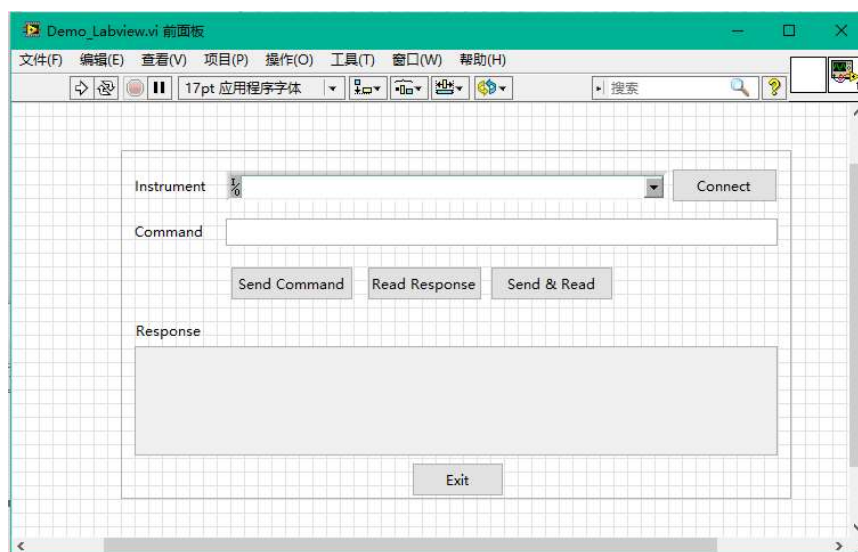 Demo_Labview.vi 前面板
文件(F) 编辑(E) 查看(V) 项目(P) 操作(O) 工具(T) 窗口(W) 帮助(H)
17pt 应用程序字体 搜索
Instrument Connect
Command
Send Command Read Response Send & Read
Response
Exit